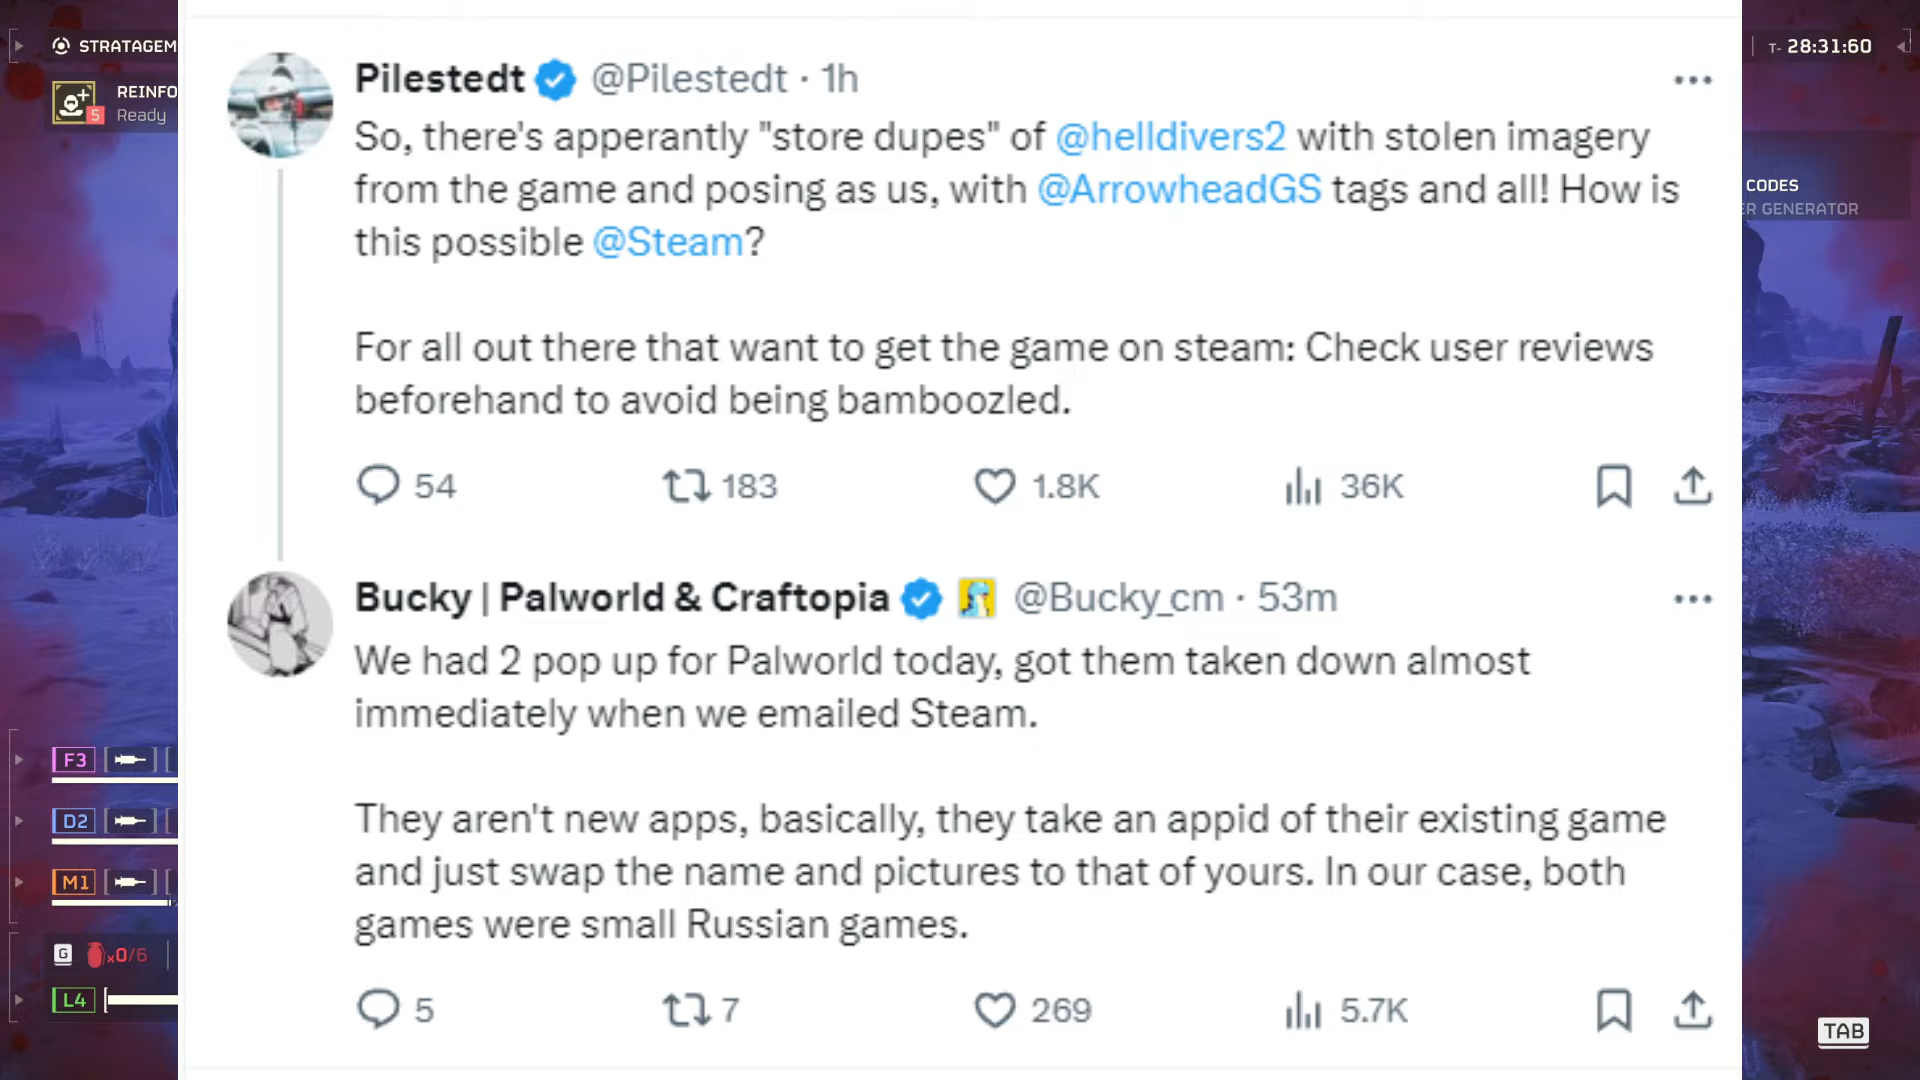 STRATAGEM
REINFO
5
Ready
T- 28:31:60
CODES
ER GENERATOR
Pilestedt @Pilestedt · 1h
So, there's apperantly "store dupes" of @helldivers2 with stolen imagery
from the game and posing as us, with @ArrowheadGS tags and all! How is
this possible @Steam?
For all out there that want to get the game on steam: Check user reviews
beforehand to avoid being bamboozled.
54 183 1.8K 36K
Bucky | Palworld & Craftopia @Bucky_cm · 53m
We had 2 pop up for Palworld today, got them taken down almost
immediately when we emailed Steam.
They aren't new apps, basically, they take an appid of their existing game
and just swap the name and pictures to that of yours. In our case, both
games were small Russian games.
5 7 269 5.7K
F3
D2
M1
G x0/6
L4
TAB